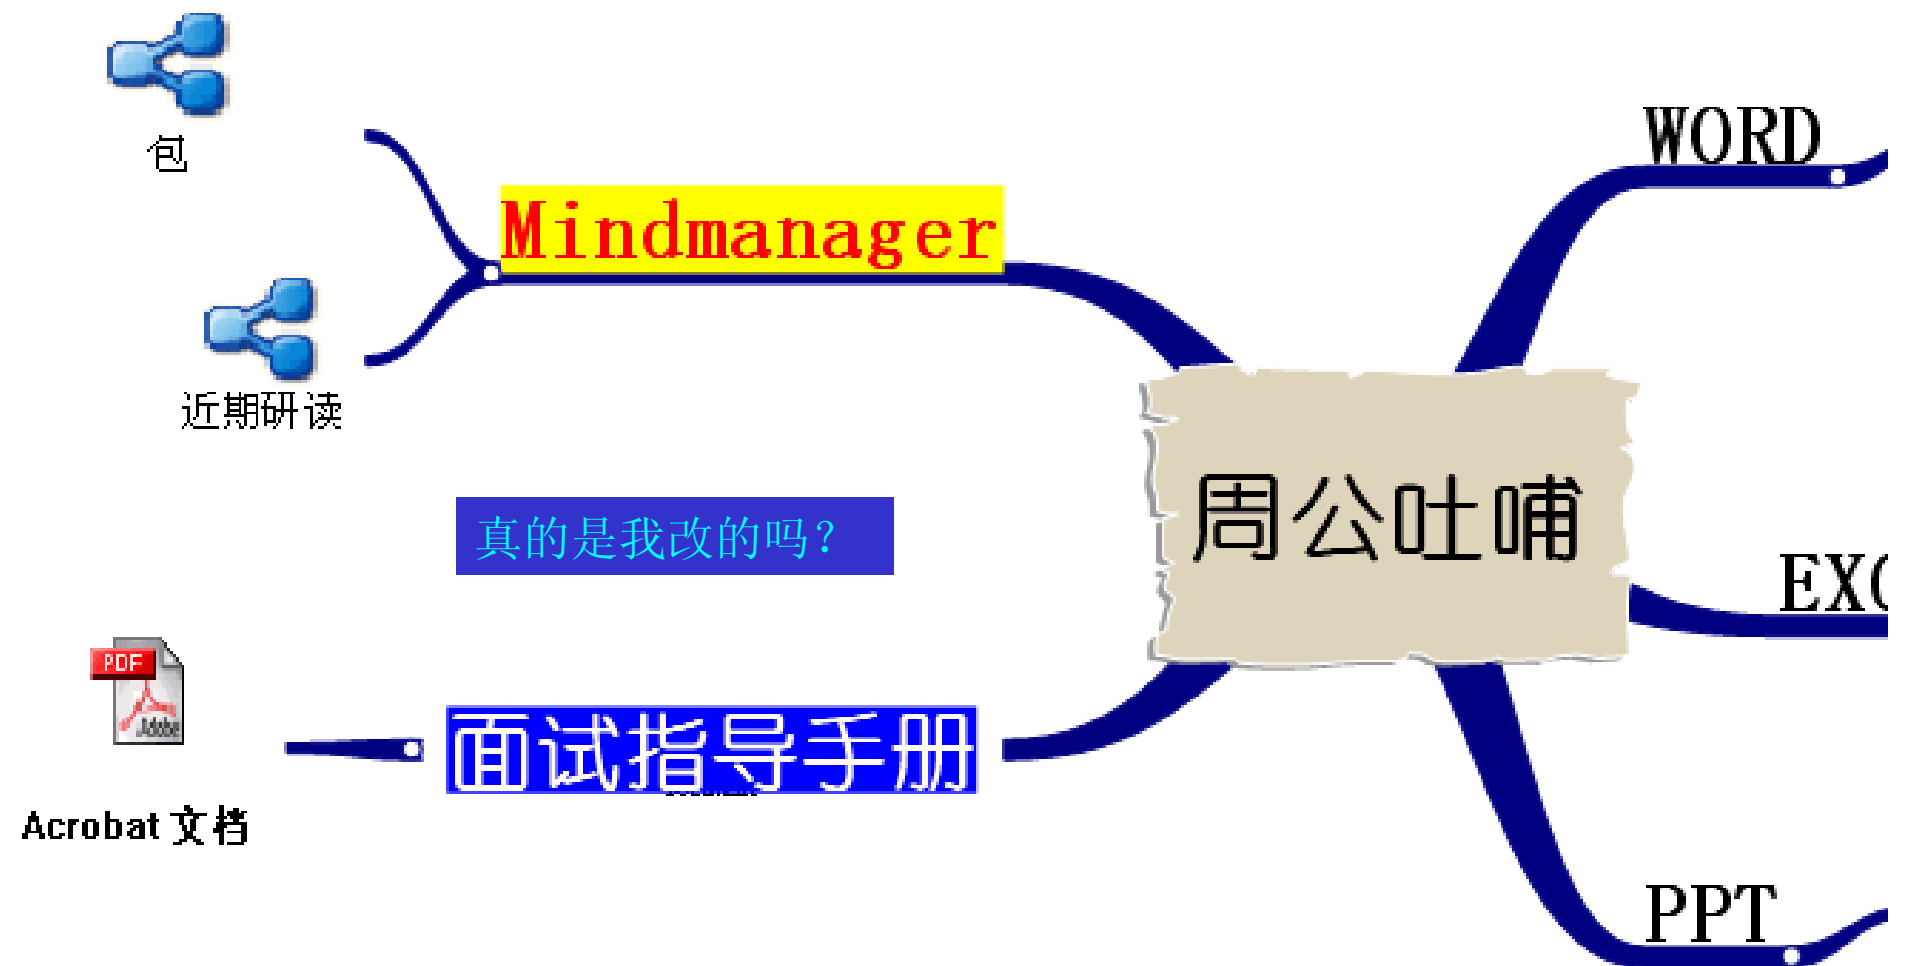 包
WORD
Mindmanager
近期研读
周公吐哺
真的是我改的吗？
PDF
Adobe
面试指导手册
Acrobat 文档
PPT